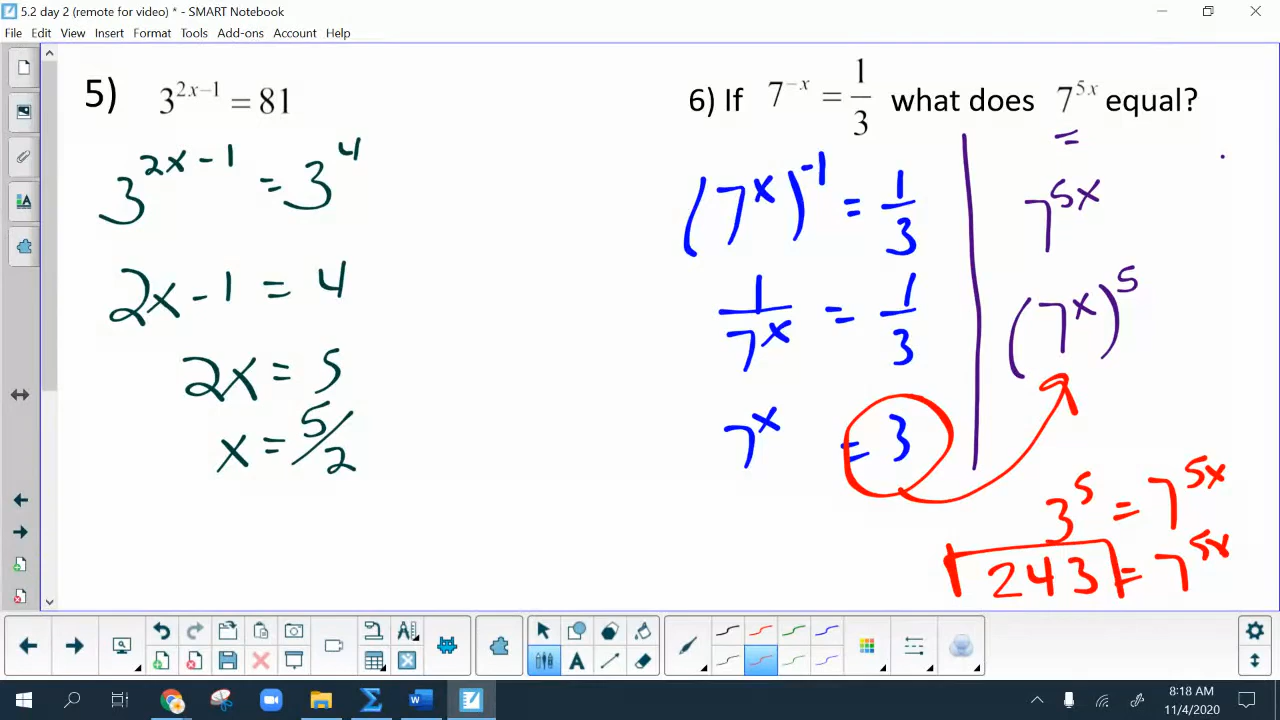 5.2 day 2 (remote for video) * - SMART Notebook
File Edit View Insert Format Tools Add-ons Account Help
5) 3^{2x-1} = 81
3^{2x-1} = 3^4
2x-1 = 4
2x = 5
x = 5/2
6) If 7^{-x} = 1/3 what does 7^{5x} equal?
(7^x)^{-1} = 1/3
1/7^x = 1/3
7^x = 3
7^{5x}
(7^x)^5
3^5 = 7^{5x}
243 = 7^{5x}
8:18 AM
11/4/2020